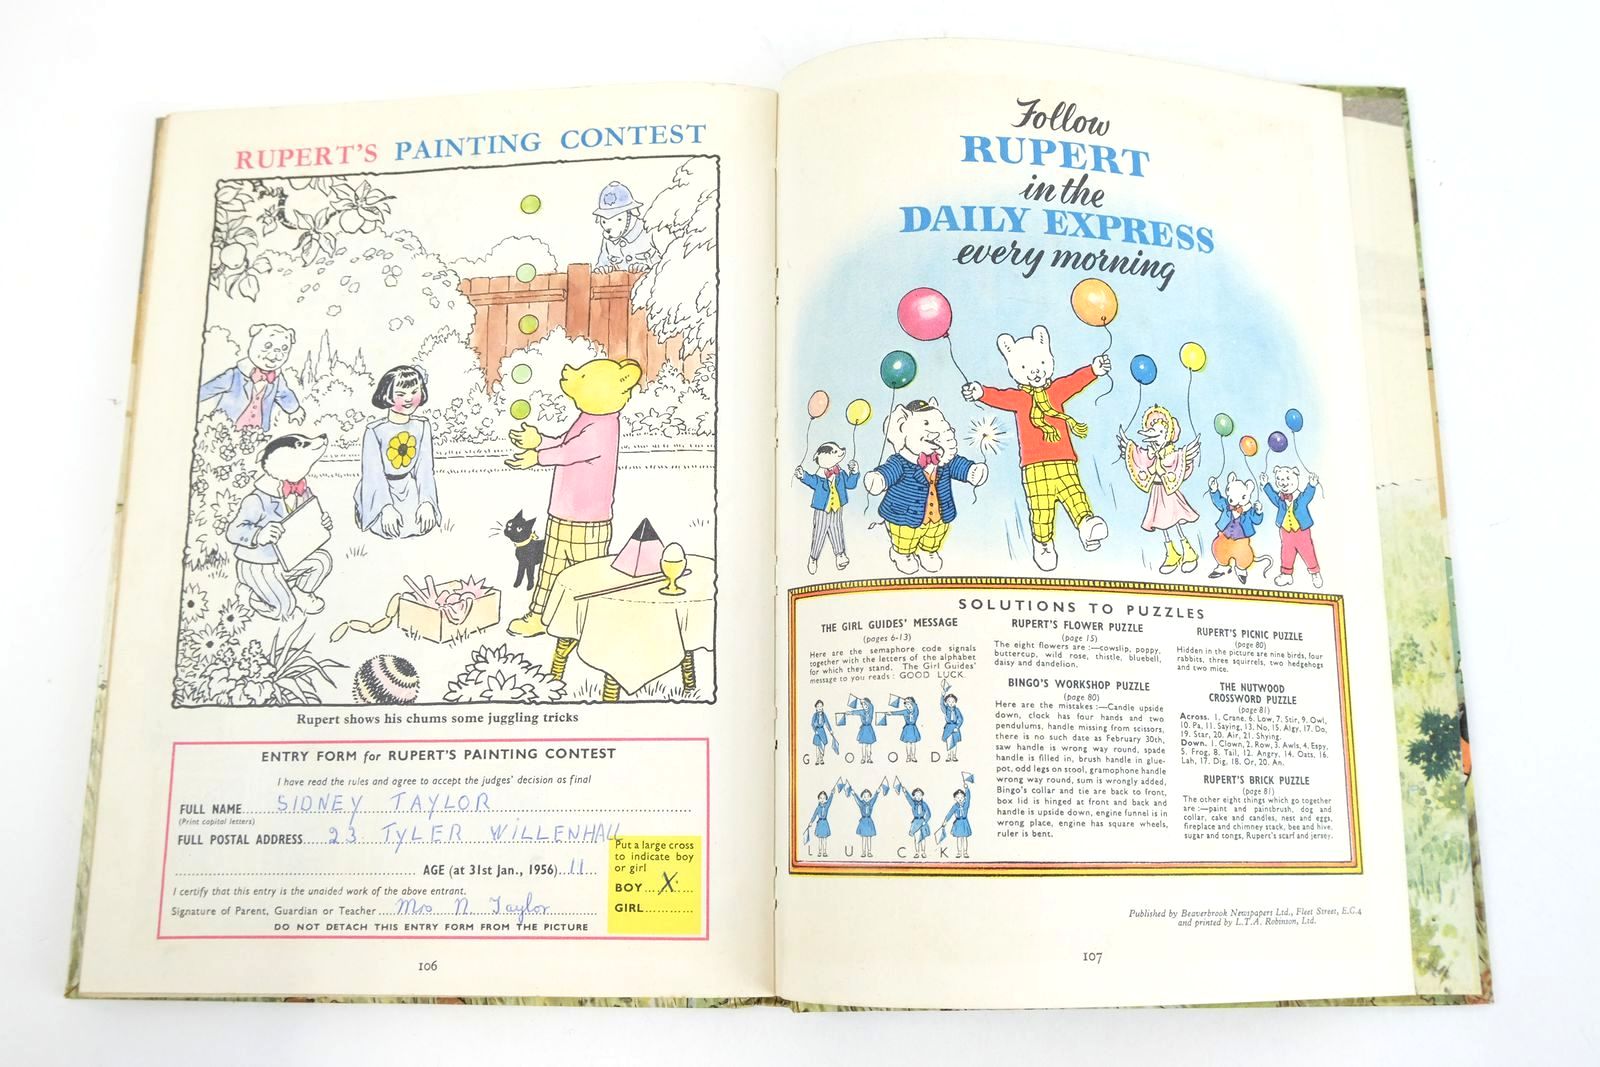 RUPERT'S PAINTING CONTEST
Rupert shows his chums some juggling tricks
ENTRY FORM for RUPERT'S PAINTING CONTEST
I have read the rules and agree to accept the judges' decision as final
FULL NAME....SIDNEY TAYLOR
(Print capital letters)
FULL POSTAL ADDRESS....23 TYLER WILLENHALL
AGE (at 31st Jan., 1956)..11...
I certify that this entry is the unaided work of the above entrant.
Signature of Parent, Guardian or Teacher....Mrs N. Taylor
DO NOT DETACH THIS ENTRY FORM FROM THE PICTURE
Put a large cross
to indicate boy
or girl
BOY....X....
GIRL............
106
Follow
RUPERT
in the
DAILY EXPRESS
every morning
SOLUTIONS TO PUZZLES
THE GIRL GUIDES' MESSAGE
(pages 6-13)
Here are the semaphore code signals
together with the letters of the alphabet
for which they stand. The Girl Guides'
message to you reads : GOOD LUCK
G O O D
L U C K
RUPERT'S FLOWER PUZZLE
(page 15)
The eight flowers are :—cowslip, poppy,
buttercup, wild rose, thistle, bluebell,
daisy and dandelion.
BINGO'S WORKSHOP PUZZLE
(page 80)
Here are the mistakes :—Candle upside
down, clock has four hands and two
pendulums, handle missing from scissors,
there is no such date as February 30th,
saw handle is wrong way round, spade
handle is filled in, brush handle in glue-
pot, odd legs on stool, gramophone handle
wrong way round, sum is wrongly added,
Bingo's collar and tie are back to front,
box lid is hinged at front and back and
handle is upside down, engine funnel is in
wrong place, engine has square wheels,
ruler is bent.
RUPERT'S PICNIC PUZZLE
(page 80)
Hidden in the picture are nine birds, four
rabbits, three squirrels, two hedgehogs
and two mice.
THE NUTWOOD
CROSSWORD PUZZLE
(page 81)
Across. 1. Crane, 6. Low, 7. Stir, 9. Owl,
10. Pa, 11. Saying, 13. No, 15. Algy, 17. Do,
19. Star, 20. Air, 21. Shying.
Down. 1. Clown, 2. Row, 3. Awls, 4. Espy,
5. Frog, 8. Tail, 12. Angry, 14. Oats, 16.
Lah, 17. Dig, 18. Or, 20. An.
RUPERT'S BRICK PUZZLE
(page 81)
The other eight things which go together
are :—paint and paintbrush, dog and
collar, cake and candles, nest and eggs,
fireplace and chimney stack, bee and hive,
sugar and tongs, Rupert's scarf and jersey.
Published by Beaverbrook Newspapers Ltd., Fleet Street, E.C.4
and printed by L.T.A. Robinson, Ltd.
107